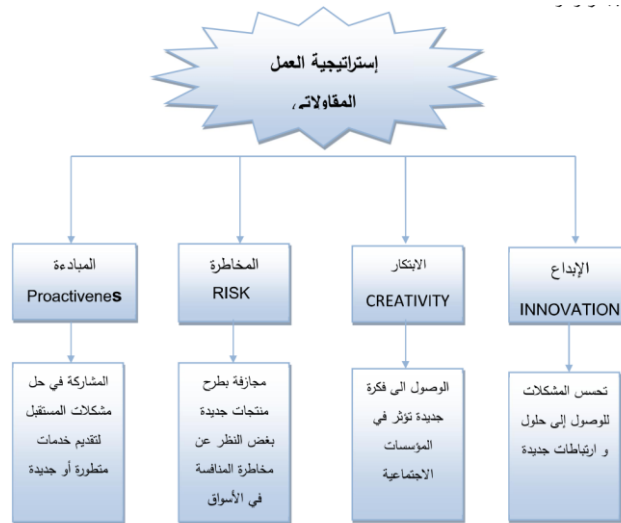 إستراتيجية العمل
المقاولاتي
الإبداع
INNOVATION
الابتكار
CREATIVITY
المخاطرة
RISK
المبادءة
Proactivenes
تحسس المشكلات
للوصول إلى حلول
و ارتباطات جديدة
الوصول الى فكرة
جديدة تؤثر في
المؤسسات
الاجتماعية
مجازفة بطرح
منتجات جديدة
بغض النظر عن
مخاطرة المنافسة
في الأسواق
المشاركة في حل
مشكلات المستقبل
لتقديم خدمات
متطورة أو جديدة